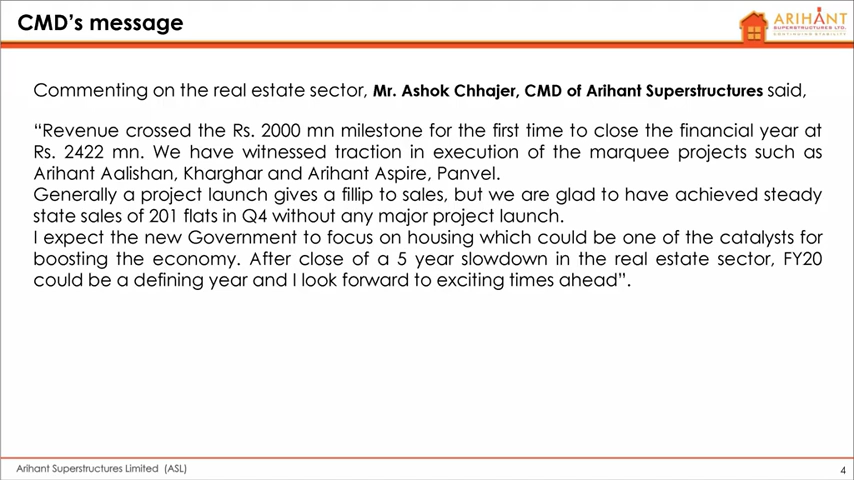 CMD's message
ARIHANT
SUPERSTRUCTURES LTD.
CONTINUING STABILITY
Commenting on the real estate sector, Mr. Ashok Chhajer, CMD of Arihant Superstructures said,
“Revenue crossed the Rs. 2000 mn milestone for the first time to close the financial year at
Rs. 2422 mn. We have witnessed traction in execution of the marquee projects such as
Arihant Aalishan, Kharghar and Arihant Aspire, Panvel.
Generally a project launch gives a fillip to sales, but we are glad to have achieved steady
state sales of 201 flats in Q4 without any major project launch.
I expect the new Government to focus on housing which could be one of the catalysts for
boosting the economy. After close of a 5 year slowdown in the real estate sector, FY20
could be a defining year and I look forward to exciting times ahead”.
Arihant Superstructures Limited (ASL)
4